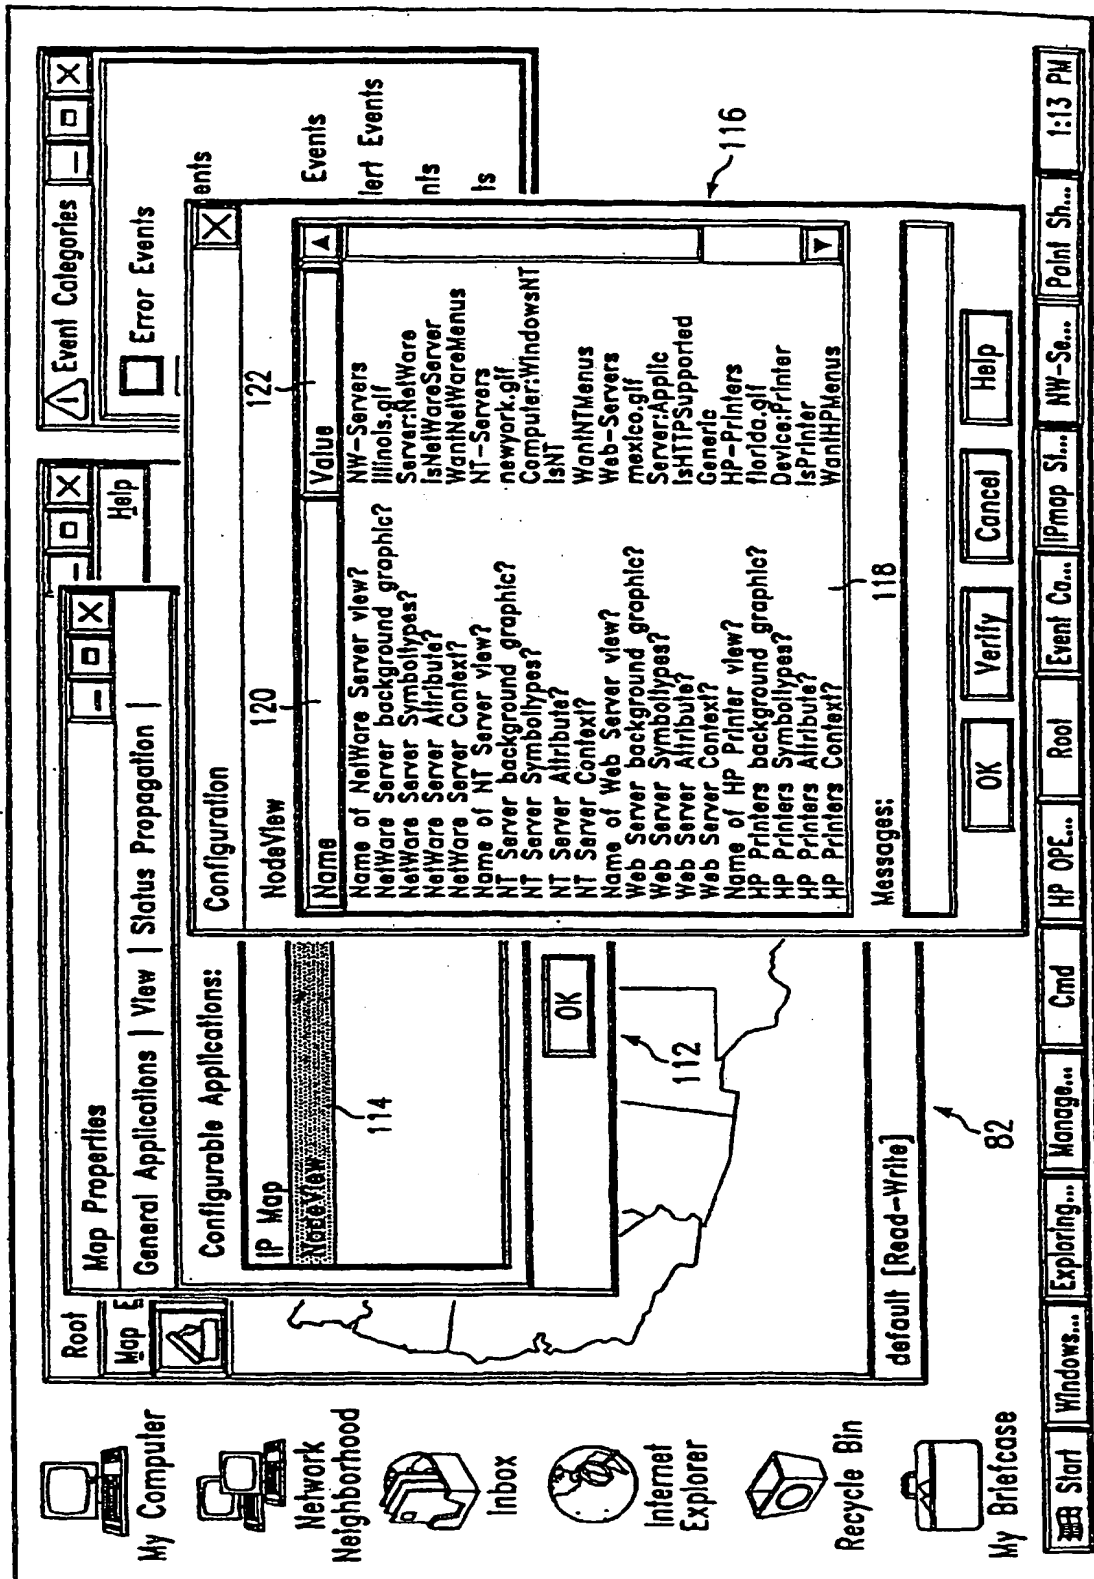 My Computer
Network
Neighborhood
Inbox
Internet
Explorer
Recycle Bin
My Briefcase
Root
Map E
Help
default [Read-Write]
82
Map Properties
General Applications | View | Status Propagation |
Configurable Applications:
IP Map
NodeView
114
OK
112
Event Categories
Error Events
ents
Events
lert Events
nts
ts
Configuration
NodeView
120
122
Name Value
Name of NetWare Server view? NW-Servers
NetWare Server background graphic? Illinois.gif
NetWare Server Symboltypes? Server:NetWare
NetWare Server Attribute? IsNetWareServer
NetWare Server Context? WantNetWareMenus
Name of NT Server view? NT-Servers
NT Server background graphic? newyork.gif
NT Server Symboltypes? Computer:WindowsNT
NT Server Attribute? IsNT
NT Server Context? WantNTMenus
Name of Web Server view? Web-Servers
Web Server background graphic? mexico.gif
Web Server Symboltypes? Server:Applic
Web Server Attribute? IsHTTPSupported
Web Server Context? Generic
Name of HP Printer view? HP-Printers
HP Printers background graphic? florida.gif
HP Printers Symboltypes? Device:Printer
HP Printers Attribute? IsPrinter
HP Printers Context? WantHPMenus
118
116
Messages:
OK Verify Cancel Help
Start Windows... Exploring... Manage... Cmd HP OPE... Root Event Ca... IPmap St... NW-Se... Paint Sh... 1:13 PM